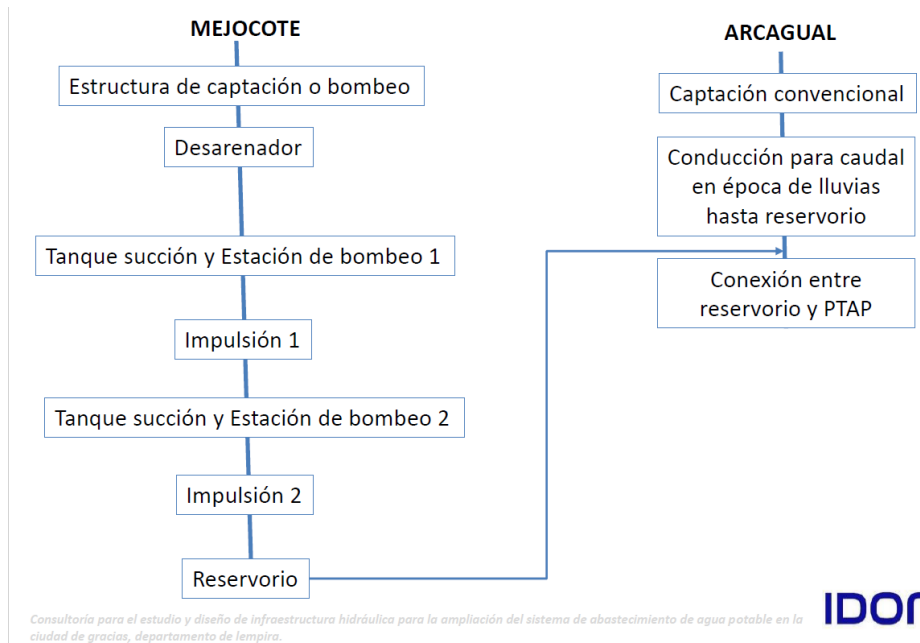 MEJOCOTE
Estructura de captación o bombeo
Desarenador
Tanque succión y Estación de bombeo 1
Impulsión 1
Tanque succión y Estación de bombeo 2
Impulsión 2
Reservorio
ARCAGUAL
Captación convencional
Conducción para caudal
en época de lluvias
hasta reservorio
Conexión entre
reservorio y PTAP
Consultoría para el estudio y diseño de infraestructura hidráulica para la ampliación del sistema de abastecimiento de agua potable en la
ciudad de gracias, departamento de lempira.